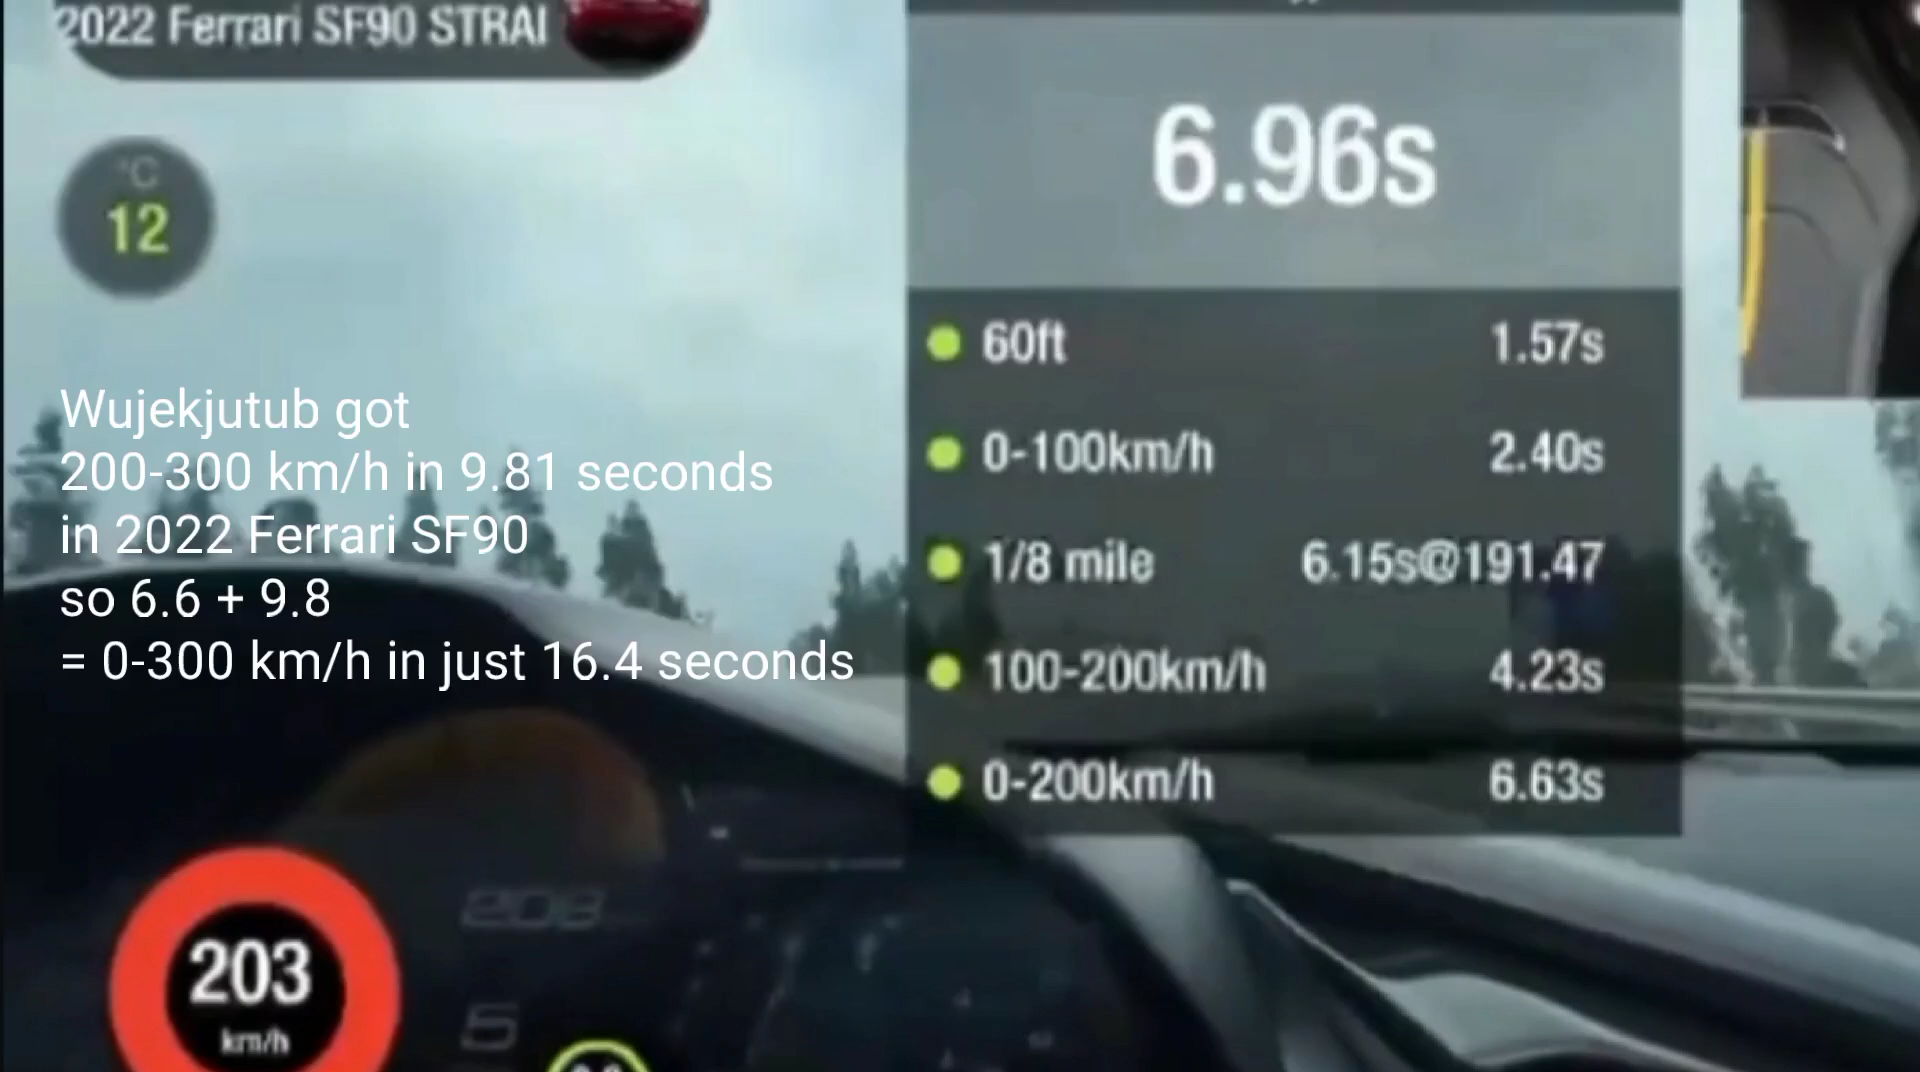 2022 Ferrari SF90 STRAI
°C
12
6.96s
60ft 1.57s
0-100km/h 2.40s
1/8 mile 6.15s@191.47
100-200km/h 4.23s
0-200km/h 6.63s
Wujekjutub got
200-300 km/h in 9.81 seconds
in 2022 Ferrari SF90
so 6.6 + 9.8
= 0-300 km/h in just 16.4 seconds
208
203
km/h
5